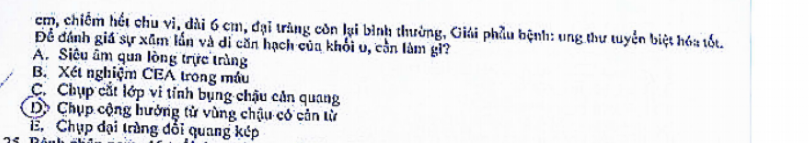 cm, chiếm hết chu vi, dài 6 cm, đại tràng còn lại bình thường, Giải phẫu bệnh: ung thư tuyến biệt hóa tốt.
Để đánh giá sự xâm lấn và di căn hạch của khối u, cần làm gì?
A. Siêu âm qua lòng trực tràng
B. Xét nghiệm CEA trong máu
C. Chụp cắt lớp vi tính bụng chậu cản quang
D. Chụp cộng hưởng từ vùng chậu có cản từ
E. Chụp đại tràng đối quang kép